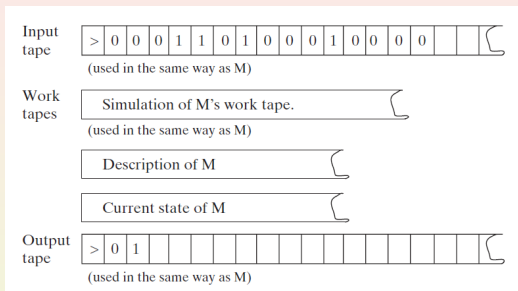 Input tape
> 0 0 0 1 1 0 1 0 0 0 1 0 0 0 0
(used in the same way as M)
Work tapes
Simulation of M's work tape.
(used in the same way as M)
Description of M
Current state of M
Output tape
> 0 1
(used in the same way as M)